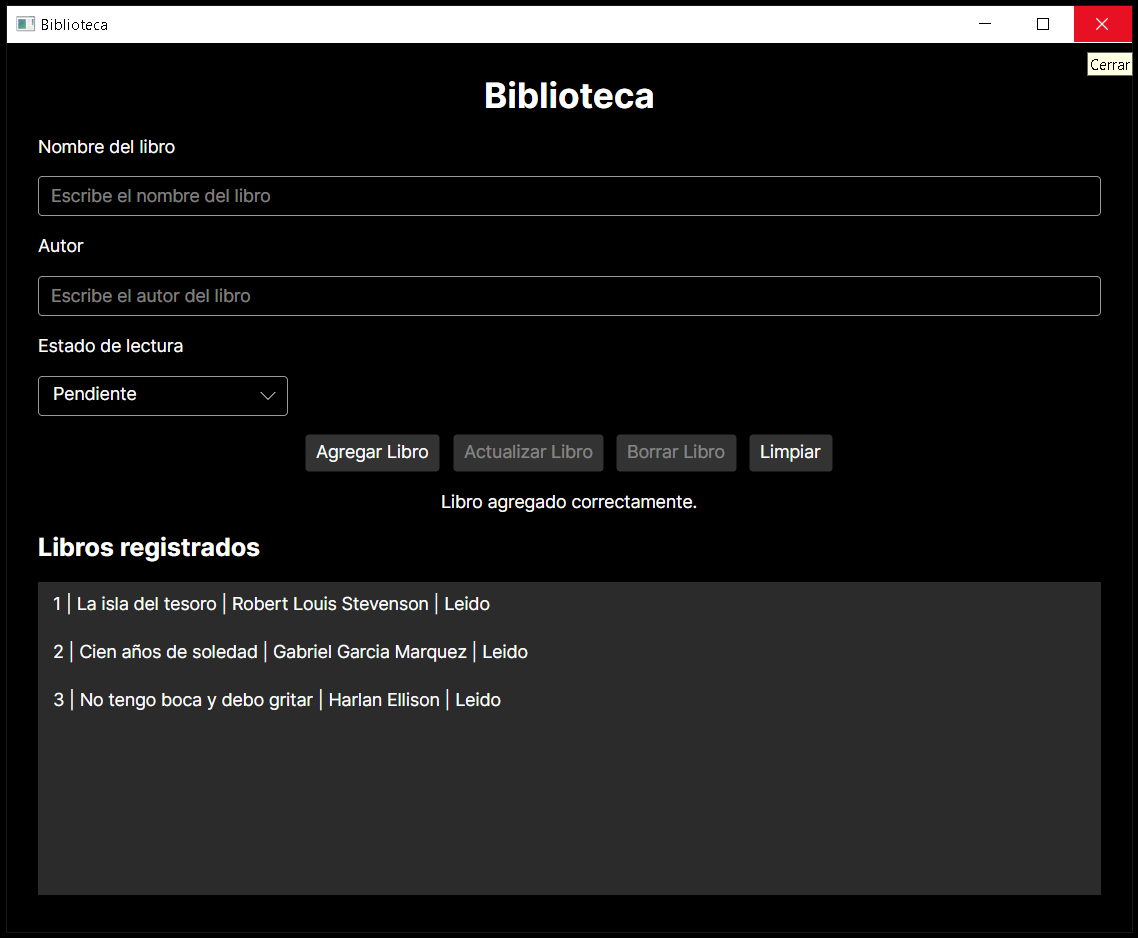 Biblioteca
Cerrar
Biblioteca
Nombre del libro
Escribe el nombre del libro
Autor
Escribe el autor del libro
Estado de lectura
Pendiente
Agregar Libro Actualizar Libro Borrar Libro Limpiar
Libro agregado correctamente.
Libros registrados
1 | La isla del tesoro | Robert Louis Stevenson | Leido
2 | Cien años de soledad | Gabriel Garcia Marquez | Leido
3 | No tengo boca y debo gritar | Harlan Ellison | Leido